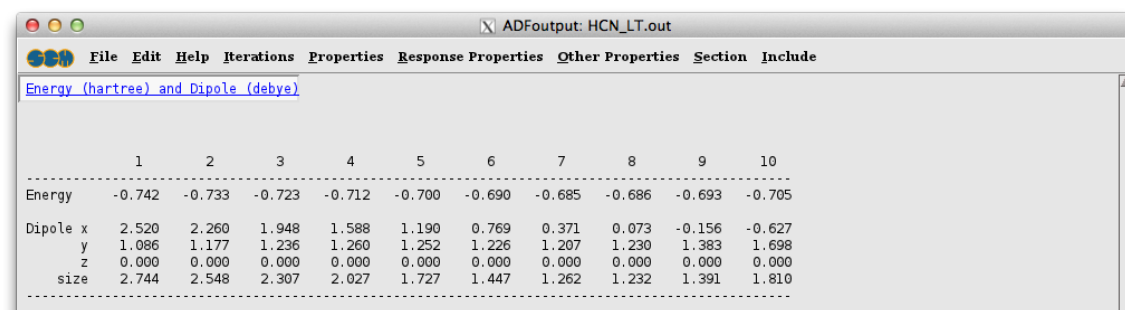 ADFoutput: HCN_LT.out
SCM File Edit Help Iterations Properties Response Properties Other Properties Section Include
Energy (hartree) and Dipole (debye)
1 2 3 4 5 6 7 8 9 10
Energy -0.742 -0.733 -0.723 -0.712 -0.700 -0.690 -0.685 -0.686 -0.693 -0.705
Dipole x 2.520 2.260 1.948 1.588 1.190 0.769 0.371 0.073 -0.156 -0.627
y 1.086 1.177 1.236 1.260 1.252 1.226 1.207 1.230 1.383 1.698
z 0.000 0.000 0.000 0.000 0.000 0.000 0.000 0.000 0.000 0.000
size 2.744 2.548 2.307 2.027 1.727 1.447 1.262 1.232 1.391 1.810